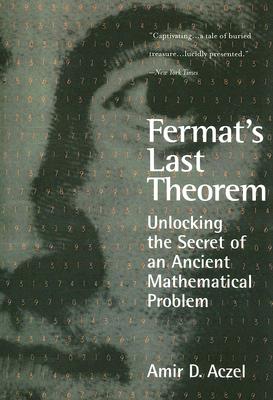 "Captivating...a tale of buried
treasure...lucidly presented."
—New York Times
Fermat's
Last
Theorem
Unlocking
the Secret of
an Ancient
Mathematical
Problem
Amir D. Aczel